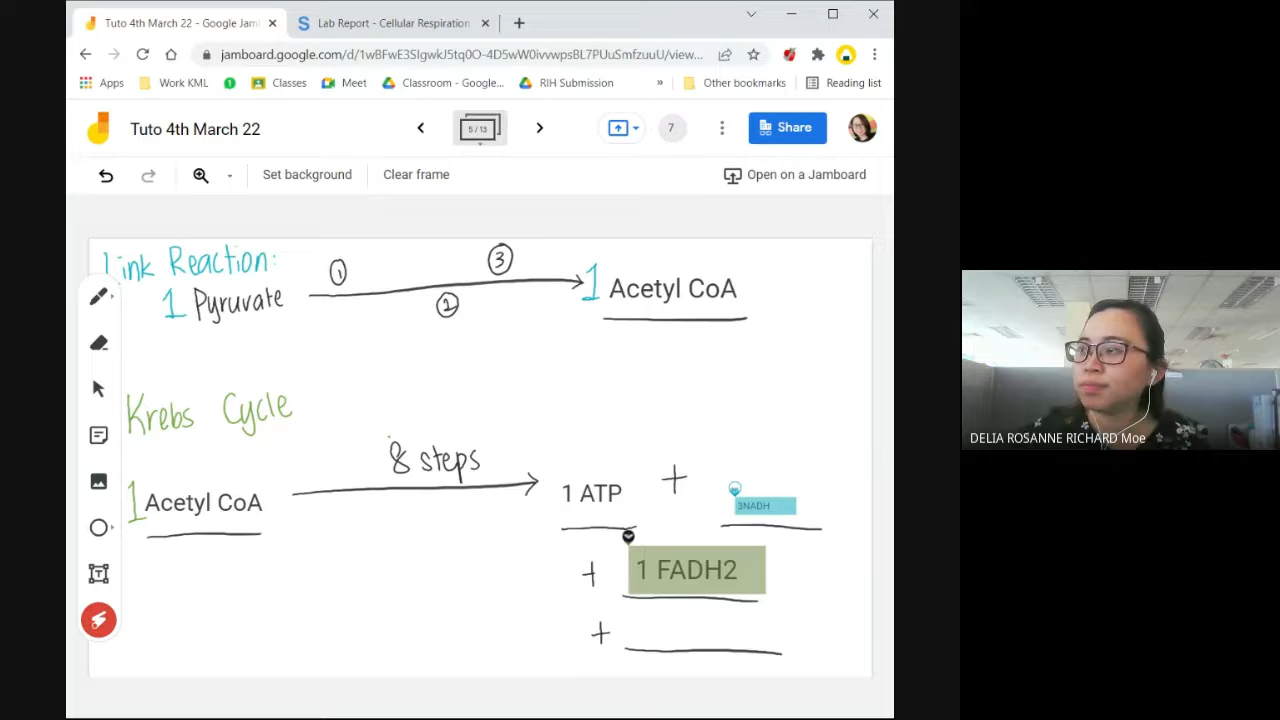 Tuto 4th March 22 - Google Jam
Lab Report - Cellular Respiration
jamboard.google.com/d/1wBFwE3SIgwkJ5tq0O-4D5wW0ivvwpsBL7PUuSmfzuuU/view...
Apps
Work KML
Classes
Meet
Classroom - Google...
RIH Submission
»
Other bookmarks
Reading list
Tuto 4th March 22
5 / 13
7
Share
Set background
Clear frame
Open on a Jamboard
Link Reaction:
1 Pyruvate
1
2
3
1 Acetyl CoA
Krebs Cycle
1 Acetyl CoA
8 steps
1 ATP
+
3NADH
+
1 FADH2
+
DELIA ROSANNE RICHARD Moe